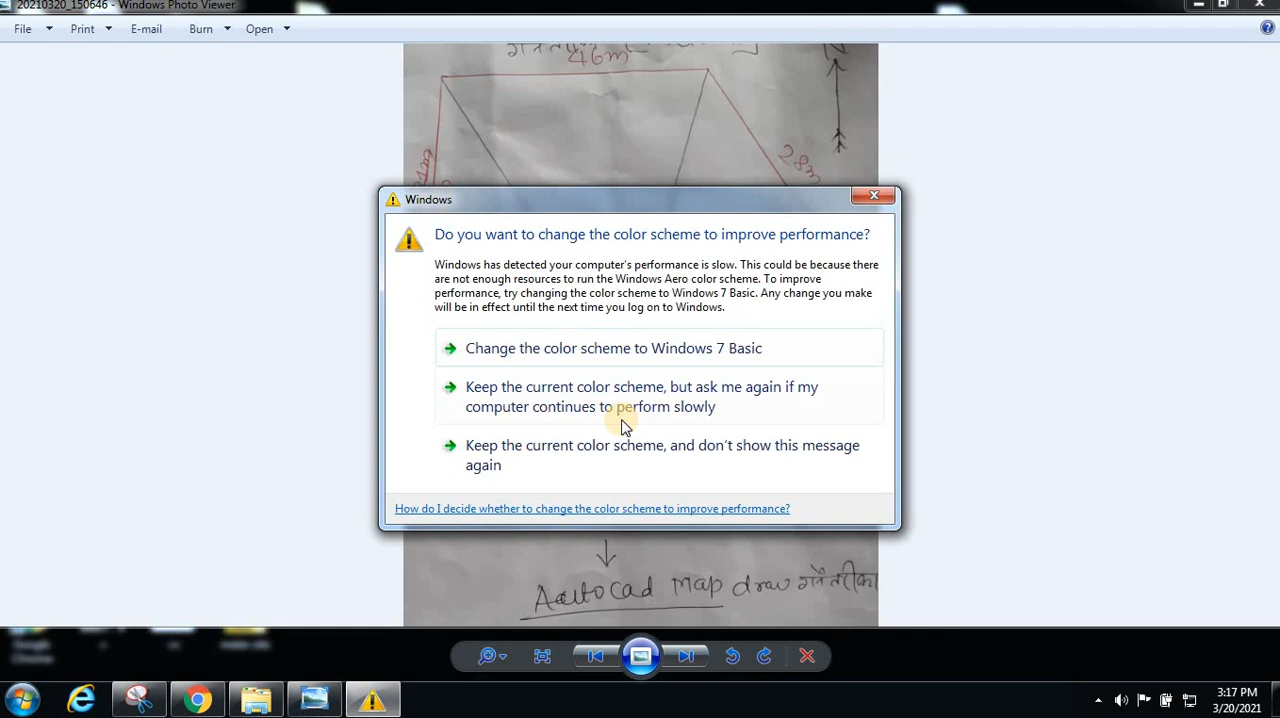 20210320_150646 - Windows Photo Viewer
File Print E-mail Burn Open
46m
28m
Windows
Do you want to change the color scheme to improve performance?
Windows has detected your computer's performance is slow. This could be because there
are not enough resources to run the Windows Aero color scheme. To improve
performance, try changing the color scheme to Windows 7 Basic. Any change you make
will be in effect until the next time you log on to Windows.
Change the color scheme to Windows 7 Basic
Keep the current color scheme, but ask me again if my
computer continues to perform slowly
Keep the current color scheme, and don't show this message
again
How do I decide whether to change the color scheme to improve performance?
AautoCad Map draw
Google
Chrome
3:17 PM
3/20/2021